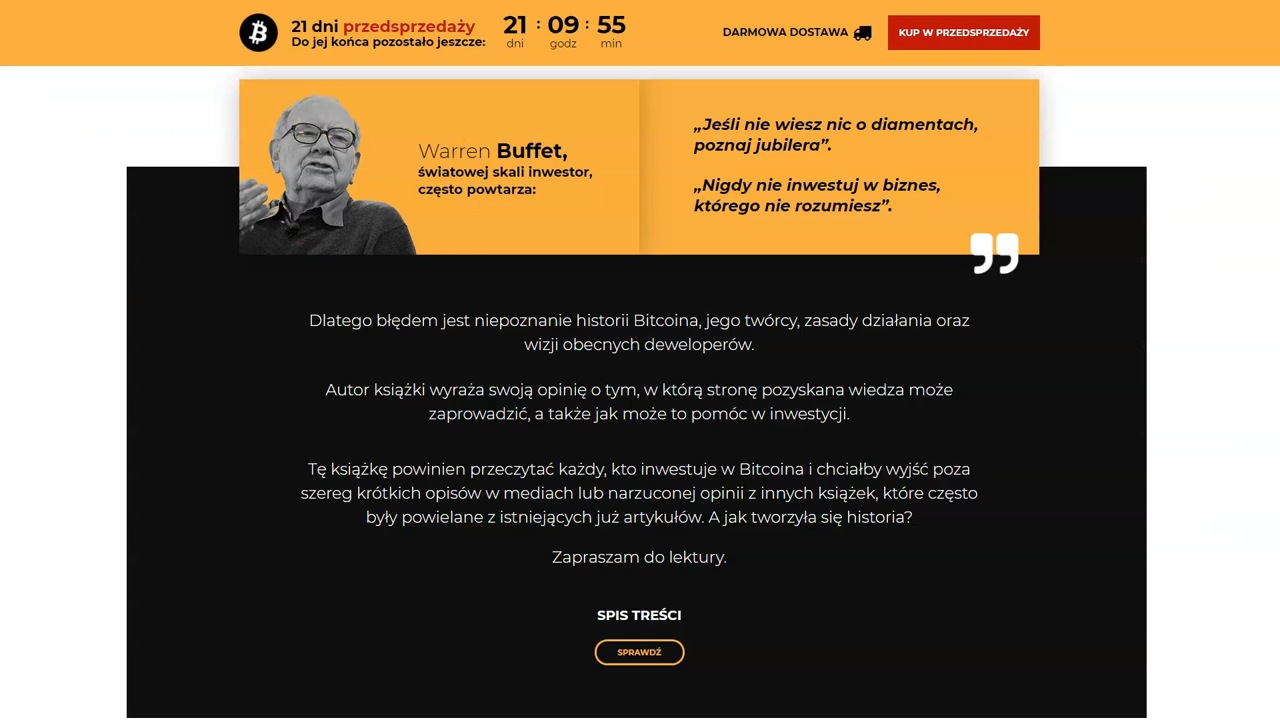 21 dni przedsprzedaży
Do jej końca pozostało jeszcze:
21 : 09 : 55
dni godz min
DARMOWA DOSTAWA
KUP W PRZEDSPRZEDAŻY
Warren Buffet,
światowej skali inwestor,
często powtarza:
„Jeśli nie wiesz nic o diamentach,
poznaj jubilera”.
„Nigdy nie inwestuj w biznes,
którego nie rozumiesz”.
Dlatego błędem jest niepoznanie historii Bitcoina, jego twórcy, zasady działania oraz
wizji obecnych deweloperów.
Autor książki wyraża swoją opinię o tym, w którą stronę pozyskana wiedza może
zaprowadzić, a także jak może to pomóc w inwestycji.
Tę książkę powinien przeczytać każdy, kto inwestuje w Bitcoina i chciałby wyjść poza
szereg krótkich opisów w mediach lub narzuconej opinii z innych książek, które często
były powielane z istniejących już artykułów. A jak tworzyła się historia?
Zapraszam do lektury.
SPIS TREŚCI
SPRAWDŹ